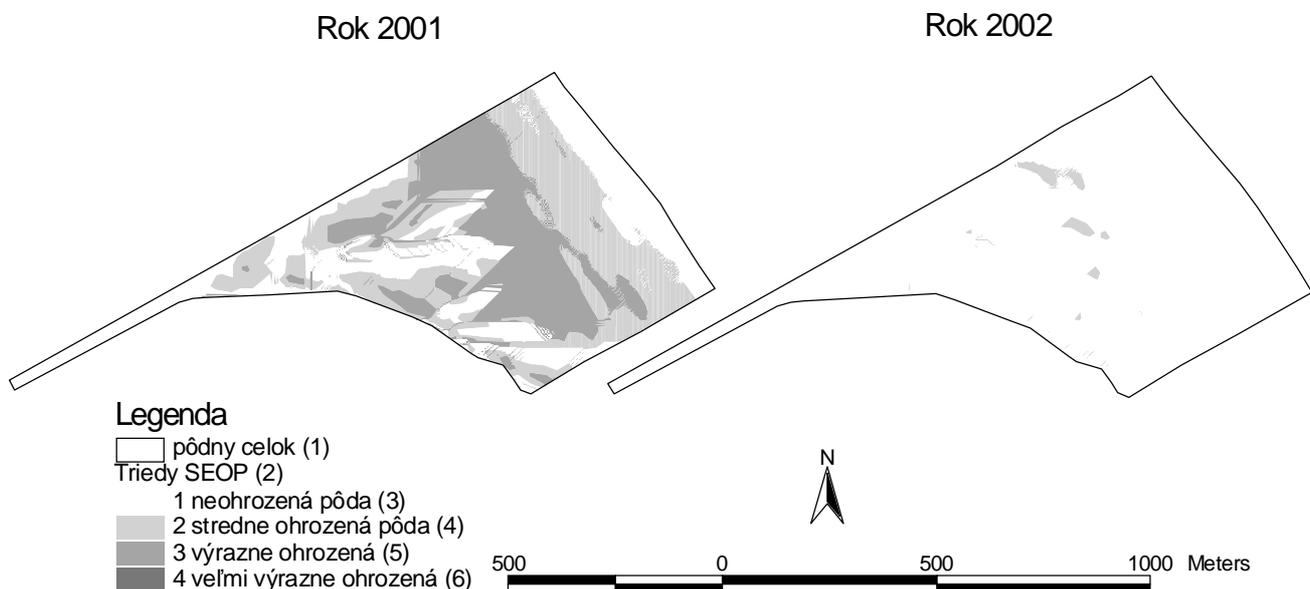 Rok 2001
Rok 2002
Legenda
pôdny celok (1)
Triedy SEOP (2)
1 neohrozená pôda (3)
2 stredne ohrozená pôda (4)
3 výrazne ohrozená (5)
4 veľmi výrazne ohrozená (6)
N
500 0 500 1000 Meters